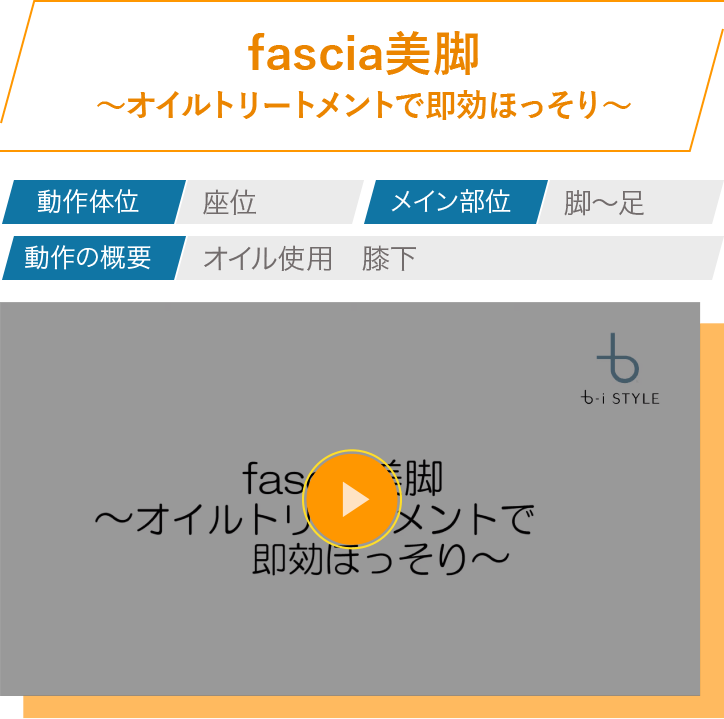 fascia美脚
〜オイルトリートメントで即効ほっそり〜
動作体位 座位 メイン部位 脚〜足
動作の概要 オイル使用　膝下
b-i STYLE
fas 美脚
〜オイルトリ メントで
即効ほっそり〜